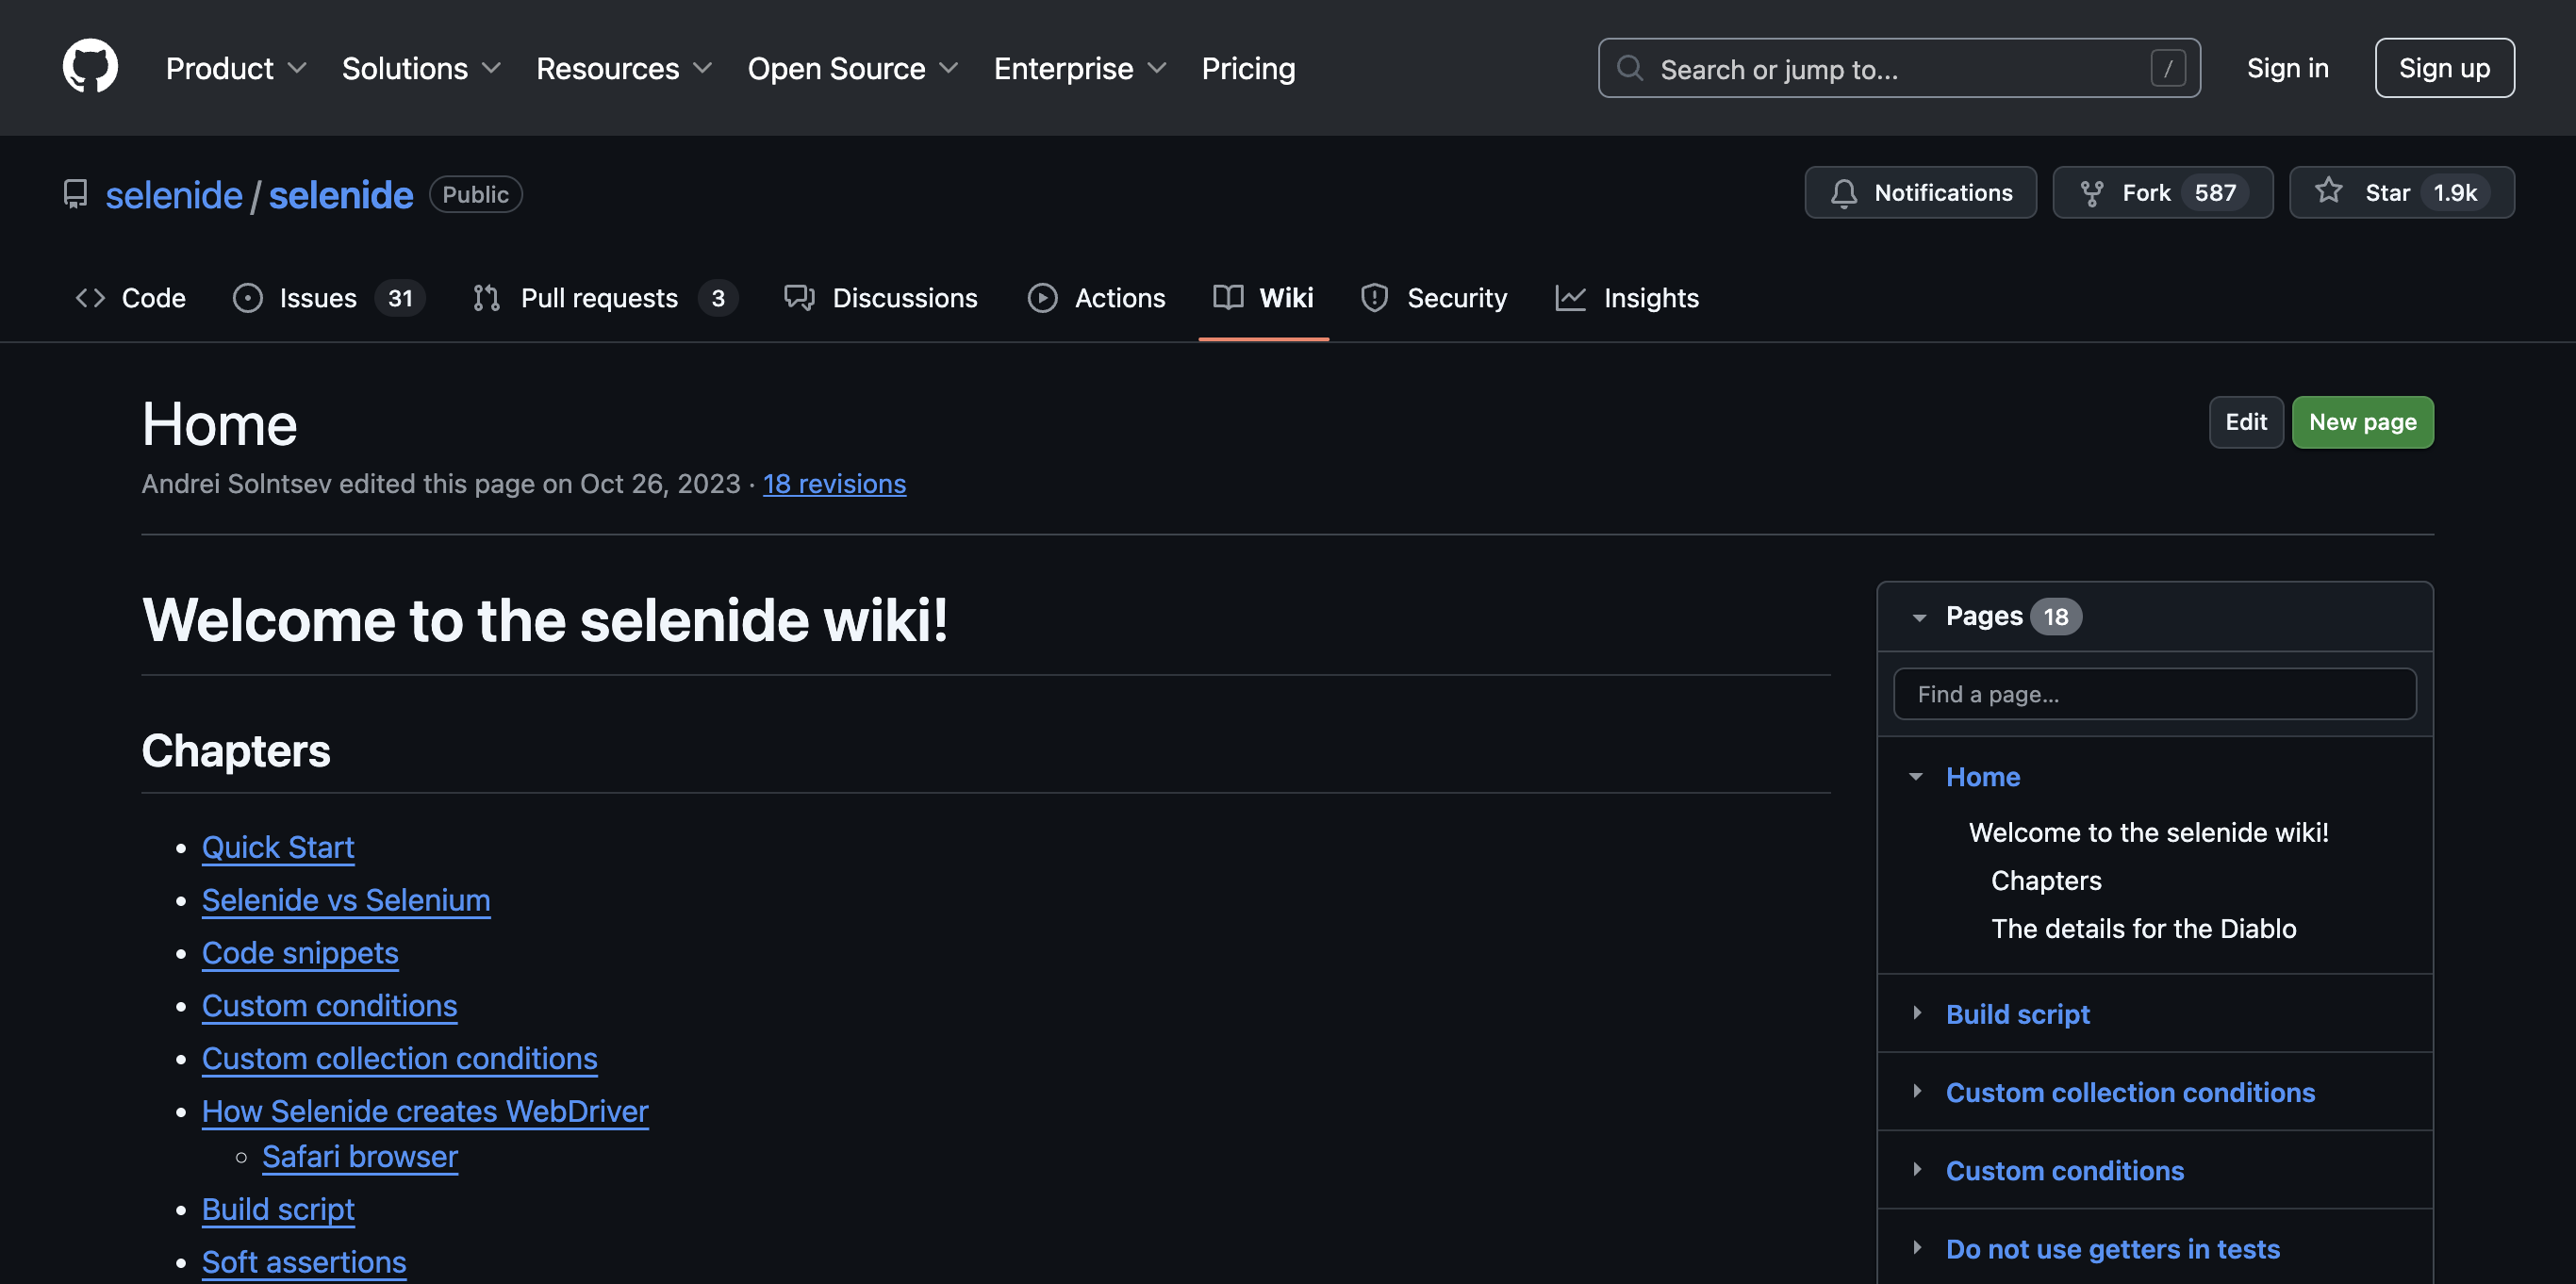 Product Solutions Resources Open Source Enterprise Pricing Search or jump to... / Sign in Sign up
selenide / selenide Public Notifications Fork 587 Star 1.9k
Code Issues 31 Pull requests 3 Discussions Actions Wiki Security Insights
Home
Edit New page
Andrei Solntsev edited this page on Oct 26, 2023 · 18 revisions
Welcome to the selenide wiki!
Chapters
Quick Start
Selenide vs Selenium
Code snippets
Custom conditions
Custom collection conditions
How Selenide creates WebDriver
Safari browser
Build script
Soft assertions
Pages 18
Find a page...
Home
Welcome to the selenide wiki!
Chapters
The details for the Diablo
Build script
Custom collection conditions
Custom conditions
Do not use getters in tests